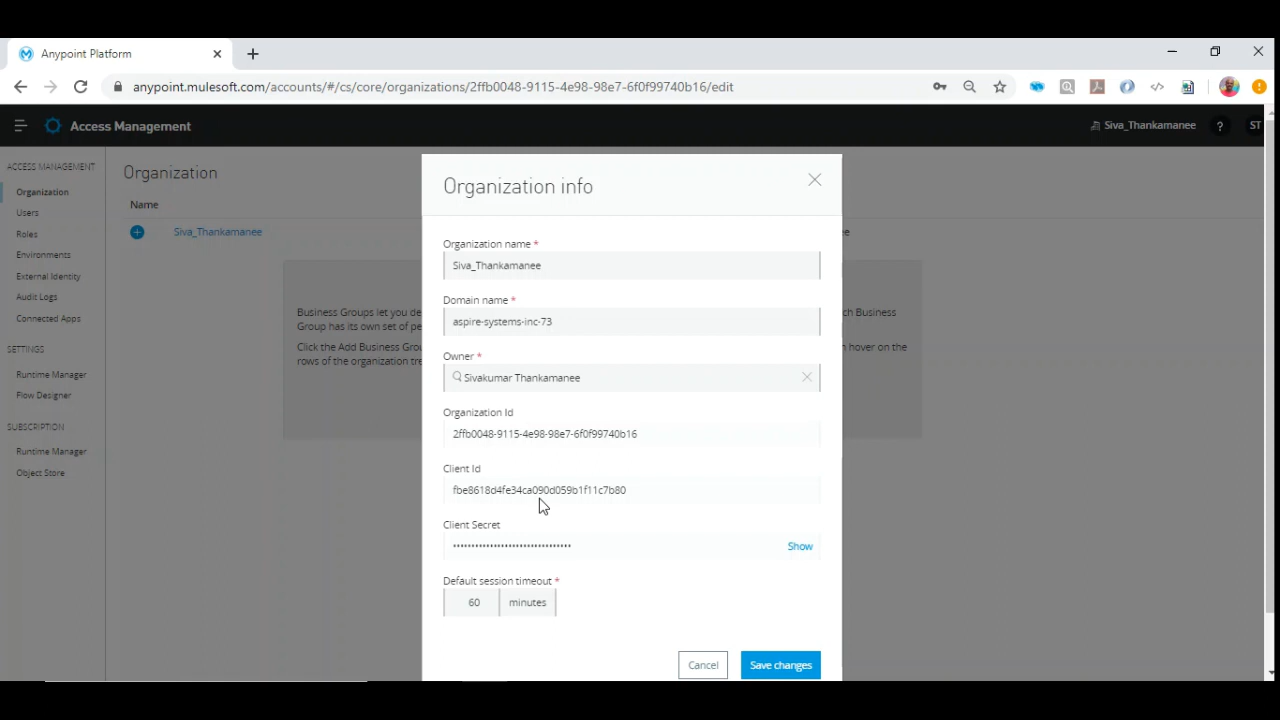 Anypoint Platform
anypoint.mulesoft.com/accounts/#/cs/core/organizations/2ffb0048-9115-4e98-98e7-6f0f99740b16/edit
Access Management
Siva_Thankamanee
?
ST
ACCESS MANAGEMENT
Organization
Users
Roles
Environments
External Identity
Audit Logs
Connected Apps
SETTINGS
Runtime Manager
Flow Designer
SUBSCRIPTION
Runtime Manager
Object Store
Organization
Name
Siva_Thankamanee
Business Groups let you de
Group has its own set of pe
Click the Add Business Grou
rows of the organization tre
ee
ch Business
n hover on the
Organization info
Organization name *
Siva_Thankamanee
Domain name *
aspire-systems-inc-73
Owner *
Sivakumar Thankamanee
Organization Id
2ffb0048-9115-4e98-98e7-6f0f99740b16
Client Id
fbe8618d4fe34ca090d059b1f11c7b80
Client Secret
••••••••••••••••••••••••••••••••
Show
Default session timeout *
60 minutes
Cancel
Save changes